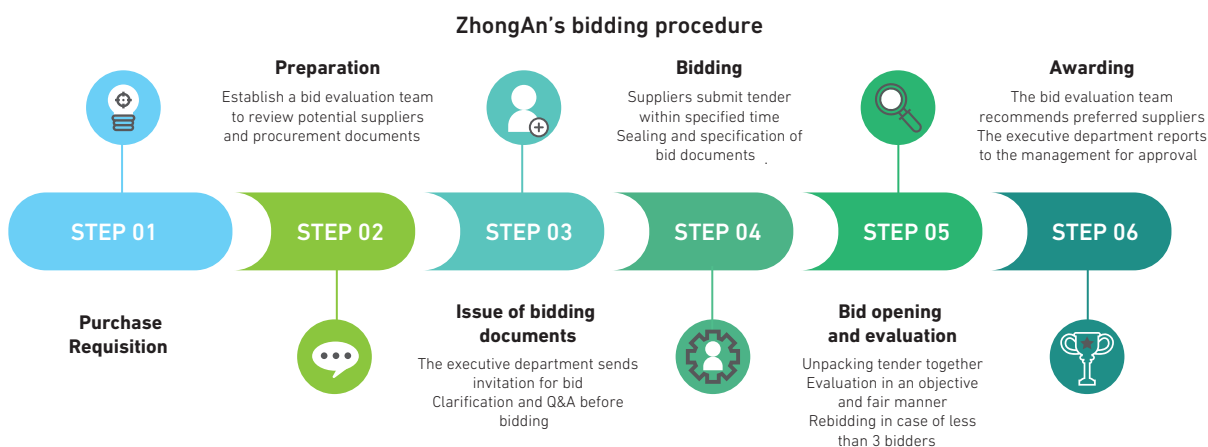 ZhongAn's bidding procedure
STEP 01
Purchase
Requisition
Preparation
Establish a bid evaluation team
to review potential suppliers
and procurement documents
STEP 02
STEP 03
Issue of bidding
documents
The executive department sends
invitation for bid
Clarification and Q&A before
bidding
Bidding
Suppliers submit tender
within specified time
Sealing and specification of
bid documents .
STEP 04
STEP 05
Bid opening
and evaluation
Unpacking tender together
Evaluation in an objective
and fair manner
Rebidding in case of less
than 3 bidders
Awarding
The bid evaluation team
recommends preferred suppliers
The executive department reports
to the management for approval
STEP 06